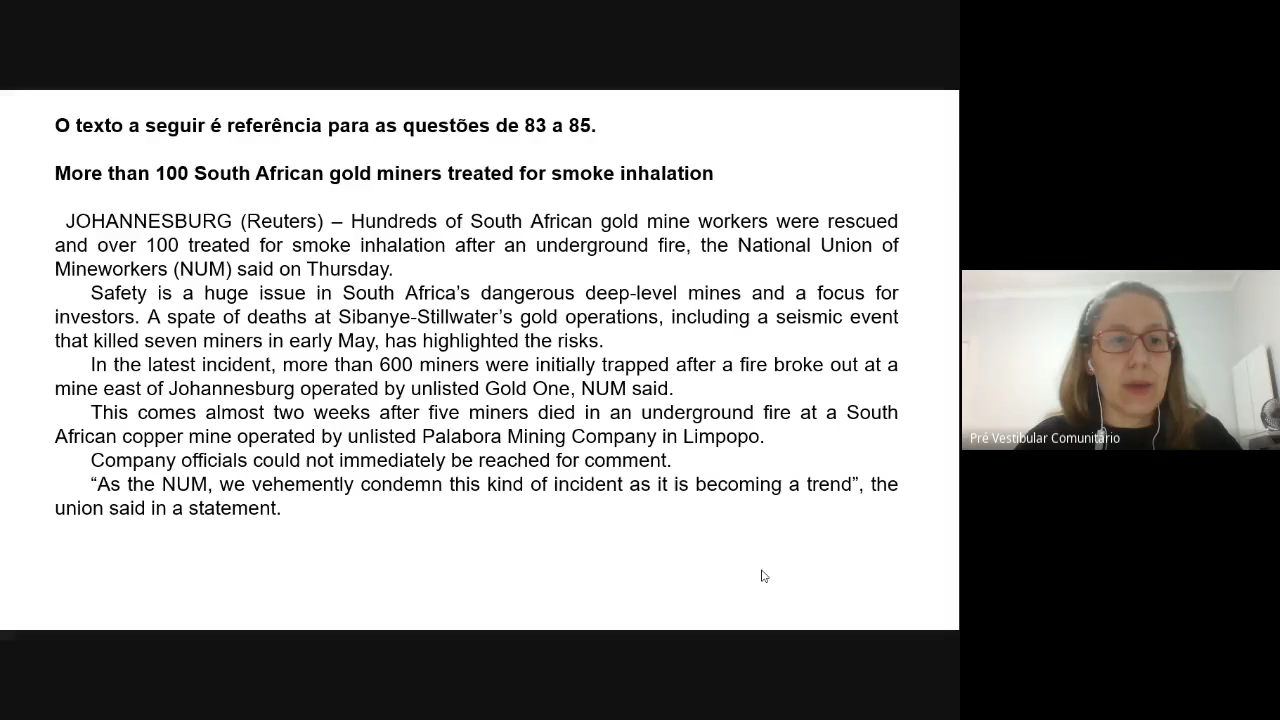 O texto a seguir é referência para as questões de 83 a 85.
More than 100 South African gold miners treated for smoke inhalation
JOHANNESBURG (Reuters) – Hundreds of South African gold mine workers were rescued
and over 100 treated for smoke inhalation after an underground fire, the National Union of
Mineworkers (NUM) said on Thursday.
Safety is a huge issue in South Africa’s dangerous deep-level mines and a focus for
investors. A spate of deaths at Sibanye-Stillwater’s gold operations, including a seismic event
that killed seven miners in early May, has highlighted the risks.
In the latest incident, more than 600 miners were initially trapped after a fire broke out at a
mine east of Johannesburg operated by unlisted Gold One, NUM said.
This comes almost two weeks after five miners died in an underground fire at a South
African copper mine operated by unlisted Palabora Mining Company in Limpopo.
Company officials could not immediately be reached for comment.
“As the NUM, we vehemently condemn this kind of incident as it is becoming a trend”, the
union said in a statement.
Pré Vestibular Comunitário